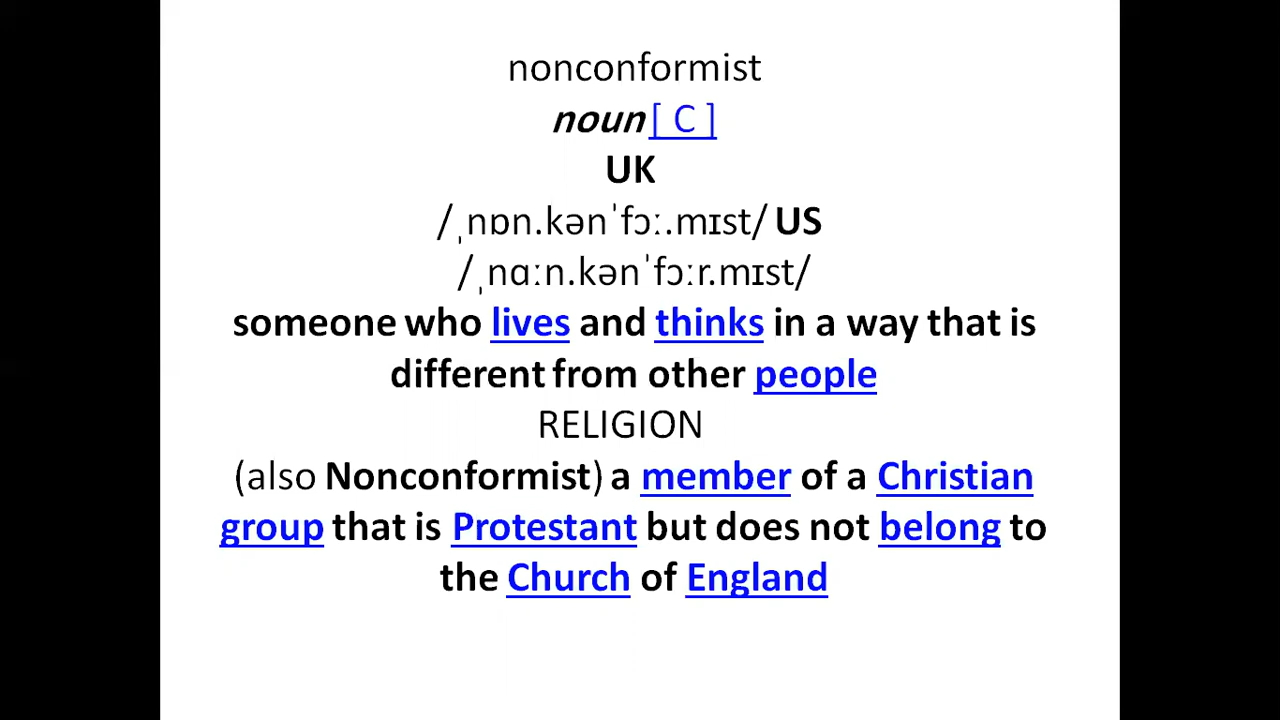 nonconformist
noun [ C ]
UK
/ˌnɒn.kənˈfɔː.mɪst/ US
/ˌnɑːn.kənˈfɔːr.mɪst/
someone who lives and thinks in a way that is
different from other people
RELIGION
(also Nonconformist) a member of a Christian
group that is Protestant but does not belong to
the Church of England